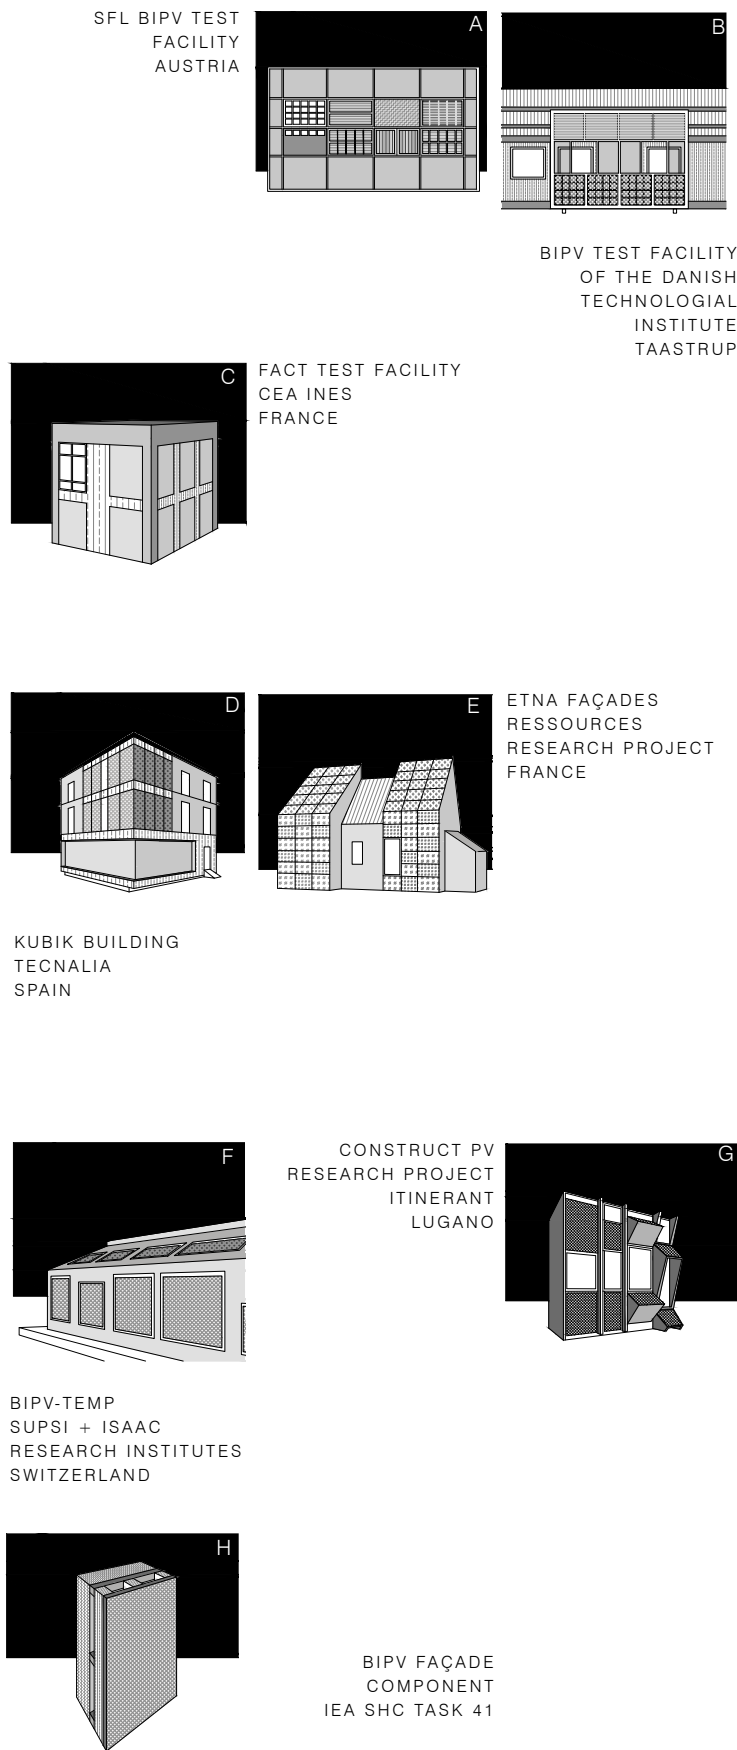 SFL BIPV TEST
FACILITY
AUSTRIA
A
B
BIPV TEST FACILITY
OF THE DANISH
TECHNOLOGIAL
INSTITUTE
TAASTRUP
C
FACT TEST FACILITY
CEA INES
FRANCE
D
KUBIK BUILDING
TECNALIA
SPAIN
E
ETNA FAÇADES
RESSOURCES
RESEARCH PROJECT
FRANCE
F
BIPV-TEMP
SUPSI + ISAAC
RESEARCH INSTITUTES
SWITZERLAND
CONSTRUCT PV
RESEARCH PROJECT
ITINERANT
LUGANO
G
H
BIPV FAÇADE
COMPONENT
IEA SHC TASK 41